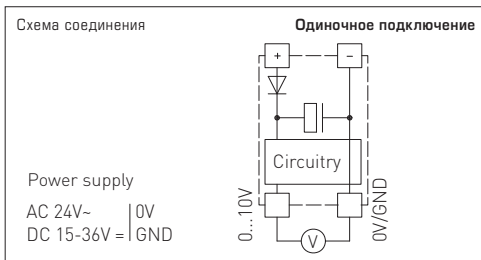 Схема соединения
Одиночное подключение
+ −
Circuitry
Power supply
AC 24V~ | 0V
DC 15-36V = | GND
0...10V
0V/GND
V